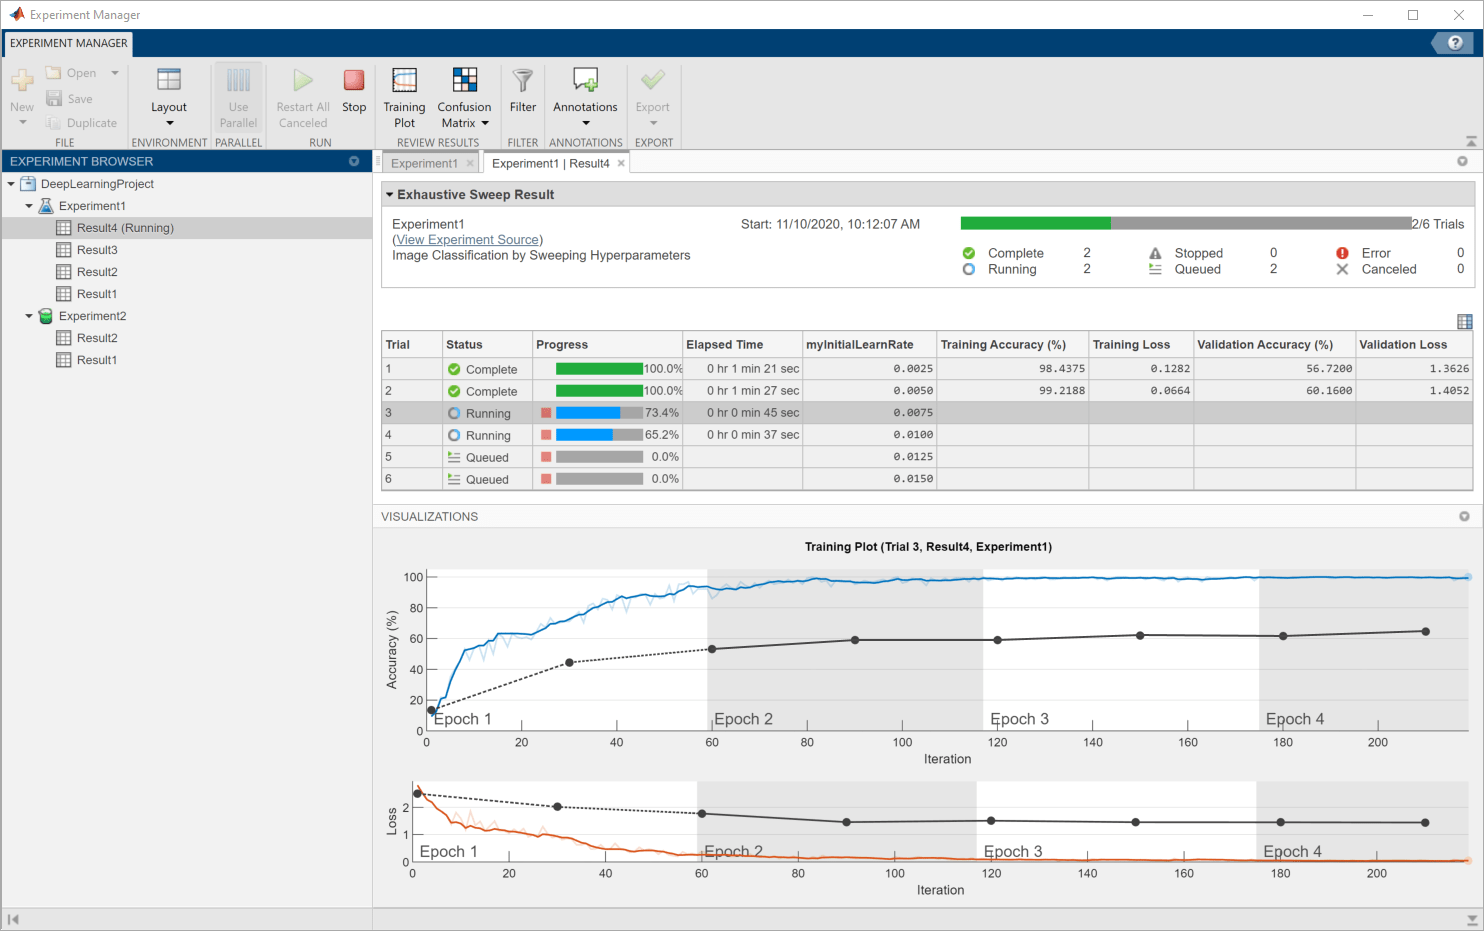 Experiment Manager
EXPERIMENT MANAGER
?
New
Open
Save
Duplicate
FILE
Layout
ENVIRONMENT
Use Parallel
PARALLEL
Restart All Canceled
Stop
RUN
Training Plot
Confusion Matrix
REVIEW RESULTS
Filter
FILTER
Annotations
ANNOTATIONS
Export
EXPORT
EXPERIMENT BROWSER
DeepLearningProject
Experiment1
Result4 (Running)
Result3
Result2
Result1
Experiment2
Result2
Result1
Experiment1
Experiment1 | Result4
Exhaustive Sweep Result
Experiment1
(View Experiment Source)
Image Classification by Sweeping Hyperparameters
Start: 11/10/2020, 10:12:07 AM
2/6 Trials
Complete 2 Stopped 0 Error 0
Running 2 Queued 2 Canceled 0
Trial Status Progress Elapsed Time myInitialLearnRate Training Accuracy (%) Training Loss Validation Accuracy (%) Validation Loss
1 Complete 100.0% 0 hr 1 min 21 sec 0.0025 98.4375 0.1282 56.7200 1.3626
2 Complete 100.0% 0 hr 1 min 27 sec 0.0050 99.2188 0.0664 60.1600 1.4052
3 Running 73.4% 0 hr 0 min 45 sec 0.0075
4 Running 65.2% 0 hr 0 min 37 sec 0.0100
5 Queued 0.0% 0.0125
6 Queued 0.0% 0.0150
VISUALIZATIONS
Training Plot (Trial 3, Result4, Experiment1)
Accuracy (%)
100
80
60
40
20
0
Epoch 1 Epoch 2 Epoch 3 Epoch 4
0 20 40 60 80 100 120 140 160 180 200
Iteration
Loss
2
1
0
Epoch 1 Epoch 2 Epoch 3 Epoch 4
0 20 40 60 80 100 120 140 160 180 200
Iteration